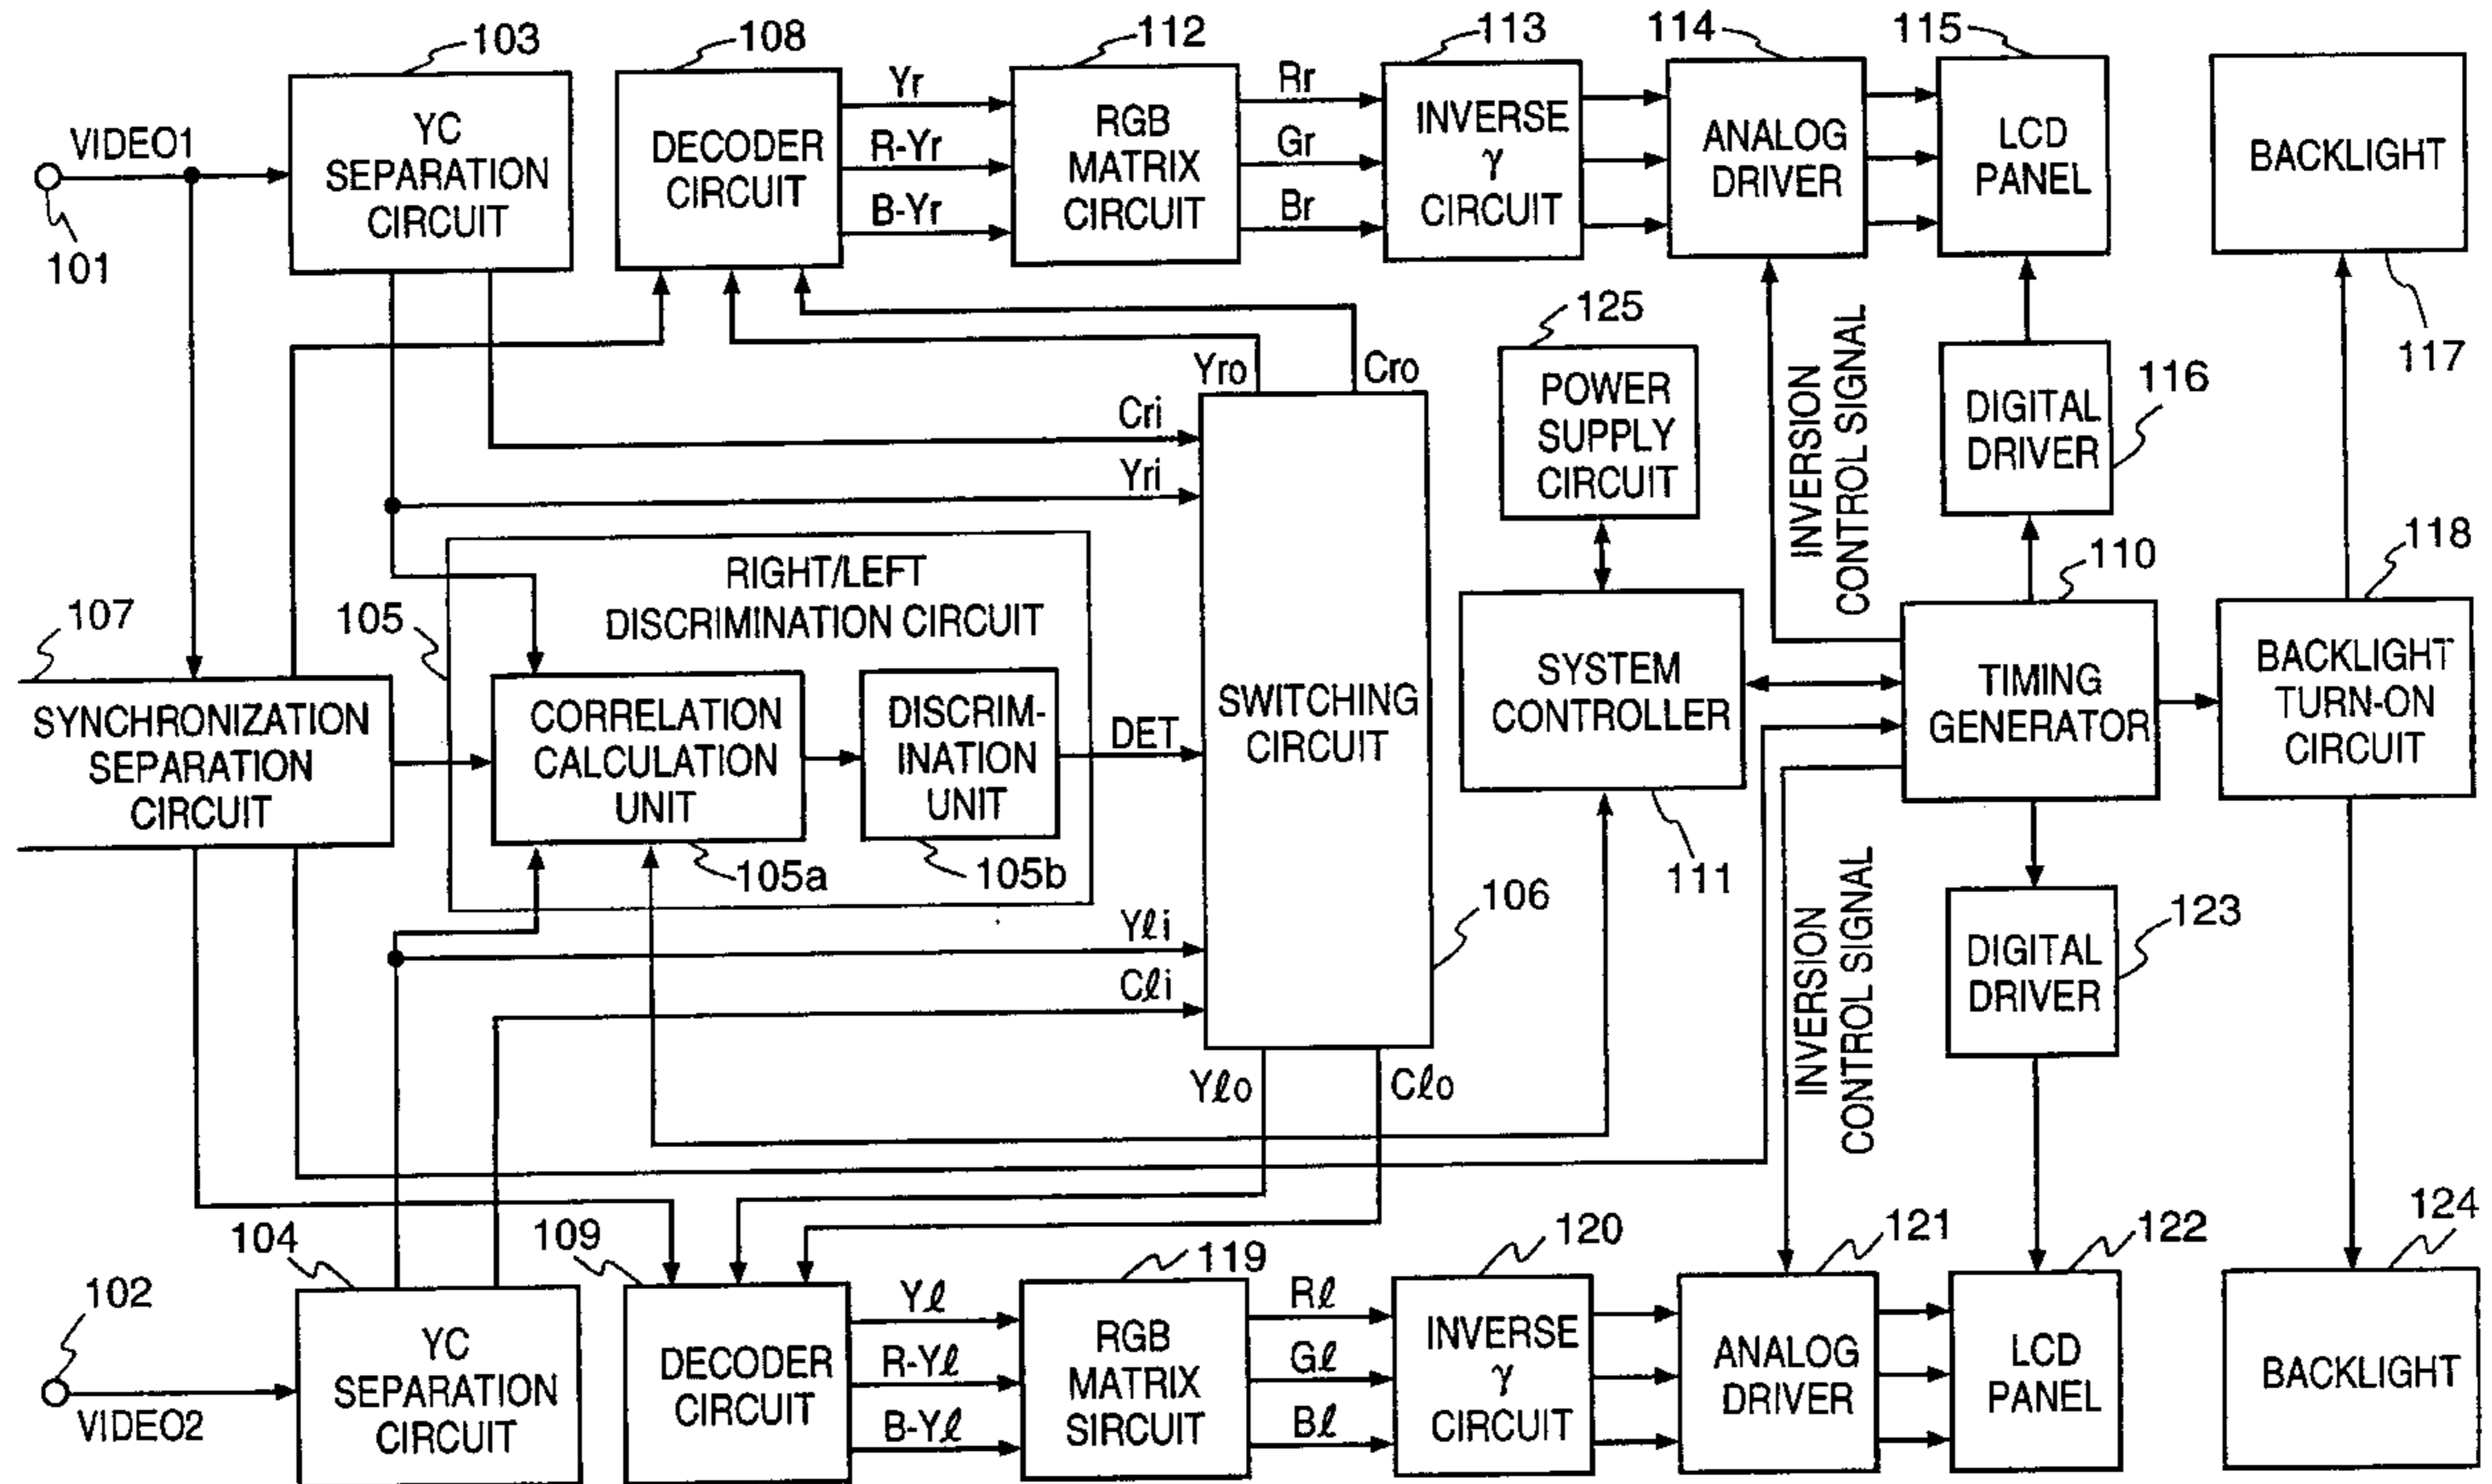 103
108
112
113
114
115
VIDEO1
101
YC
SEPARATION
CIRCUIT
DECODER
CIRCUIT
Yr
R-Yr
B-Yr
RGB
MATRIX
CIRCUIT
Rr
Gr
Br
INVERSE
γ
CIRCUIT
ANALOG
DRIVER
LCD
PANEL
BACKLIGHT
117
125
POWER
SUPPLY
CIRCUIT
INVERSION
CONTROL SIGNAL
DIGITAL
DRIVER
116
Yro
Cro
Cri
Yri
RIGHT/LEFT
DISCRIMINATION CIRCUIT
105
107
SYNCHRONIZATION
SEPARATION
CIRCUIT
CORRELATION
CALCULATION
UNIT
105a
DISCRIM-
INATION
UNIT
105b
DET
SWITCHING
CIRCUIT
106
SYSTEM
CONTROLLER
111
110
TIMING
GENERATOR
118
BACKLIGHT
TURN-ON
CIRCUIT
Yℓi
Cℓi
Yℓo
Cℓo
INVERSION
CONTROL SIGNAL
DIGITAL
DRIVER
123
104
109
119
120
121
122
124
102
VIDEO2
YC
SEPARATION
CIRCUIT
DECODER
CIRCUIT
Yℓ
R-Yℓ
B-Yℓ
RGB
MATRIX
SIRCUIT
Rℓ
Gℓ
Bℓ
INVERSE
γ
CIRCUIT
ANALOG
DRIVER
LCD
PANEL
BACKLIGHT